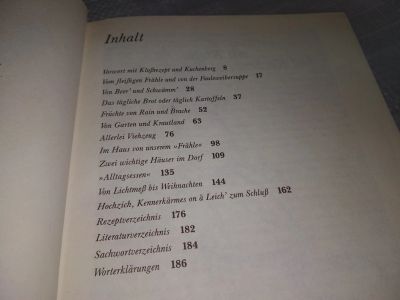 Inhalt
Vorwort mit Kloßrezept und Kuchenberg 8
Vom fleißigen Frähle und von der Fauleweibersuppe 17
Von Beer' und Schwämm' 28
Das tägliche Brot oder täglich Kartoffeln 37
Früchte von Rain und Brache 52
Von Garten und Krautland 63
Allerlei Viehzeug 76
Im Haus von unserem »Frähle« 98
Zwei wichtige Häuser im Dorf 109
»Alltagsessen« 135
Von Lichtmeß bis Weihnachten 144
Hochzich, Kennerkärmes on à Leich' zum Schluß 162
Rezeptverzeichnis 176
Literaturverzeichnis 182
Sachwortverzeichnis 184
Worterklärungen 186